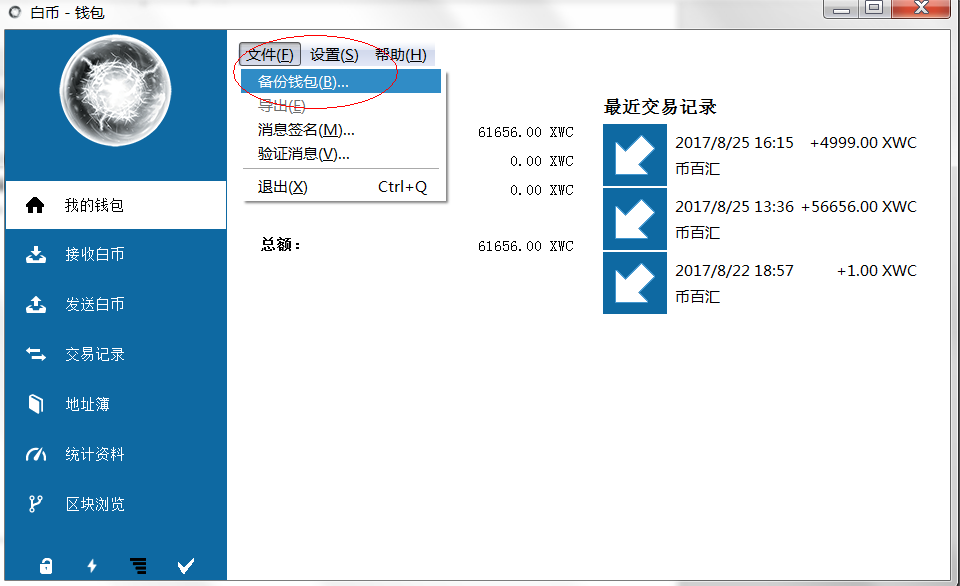 白币 - 钱包
文件(F) 设置(S) 帮助(H)
备份钱包(B)...
导出(E)
消息签名(M)...
验证消息(V)...
退出(X) Ctrl+Q
我的钱包
接收白币
发送白币
交易记录
地址簿
统计资料
区块浏览
61656.00 XWC
0.00 XWC
0.00 XWC
总额: 61656.00 XWC
最近交易记录
2017/8/25 16:15 +4999.00 XWC
币百汇
2017/8/25 13:36 +56656.00 XWC
币百汇
2017/8/22 18:57 +1.00 XWC
币百汇